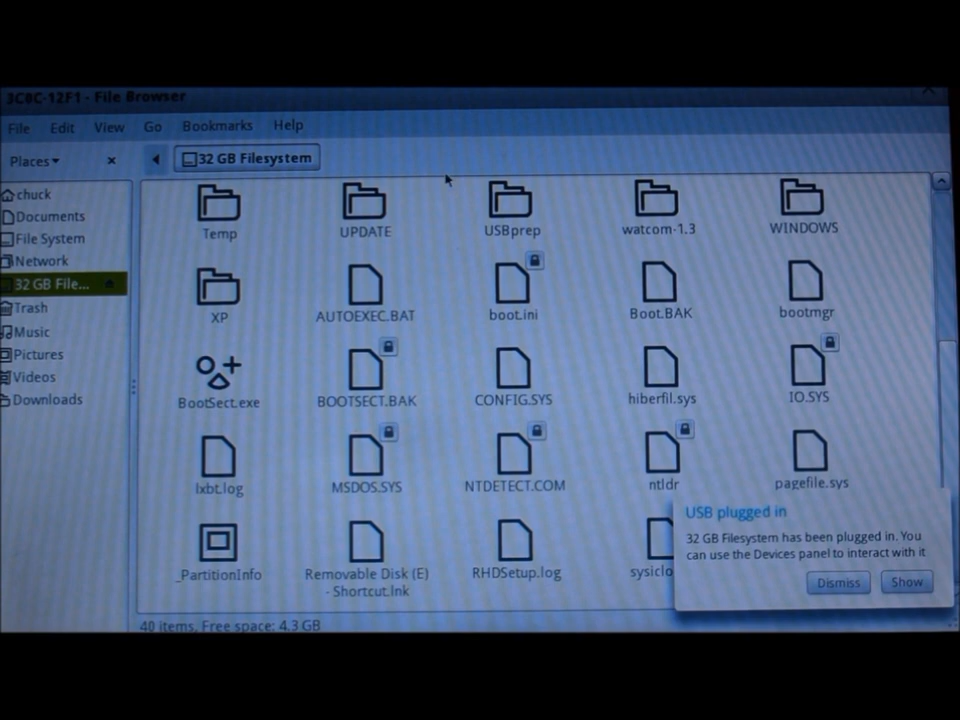 3C8C-12F1 - File Browser
File Edit View Go Bookmarks Help
Places
32 GB Filesystem
chuck
Documents
File System
Network
32 GB File...
Trash
Music
Pictures
Videos
Downloads
Temp UPDATE USBprep watcom-1.3 WINDOWS
XP AUTOEXEC.BAT boot.ini Boot.BAK bootmgr
BootSect.exe BOOTSECT.BAK CONFIG.SYS hiberfil.sys IO.SYS
lxbt.log MSDOS.SYS NTDETECT.COM ntldr pagefile.sys
_PartitionInfo Removable Disk (E) - Shortcut.lnk RHDSetup.log sysiclo
USB plugged in
32 GB Filesystem has been plugged in. You
can use the Devices panel to interact with it
Dismiss Show
40 items, Free space: 4.3 GB